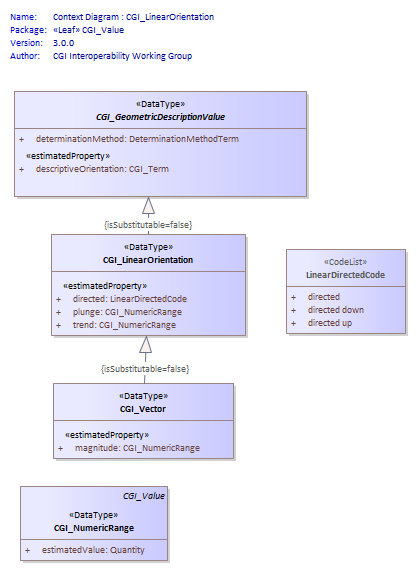 Name: Context Diagram : CGI_LinearOrientation
Package: «Leaf» CGI_Value
Version: 3.0.0
Author: CGI Interoperability Working Group
«DataType»
CGI_GeometricDescriptionValue
+ determinationMethod: DeterminationMethodTerm
«estimatedProperty»
+ descriptiveOrientation: CGI_Term
{isSubstitutable=false}
«DataType»
CGI_LinearOrientation
«estimatedProperty»
+ directed: LinearDirectedCode
+ plunge: CGI_NumericRange
+ trend: CGI_NumericRange
«CodeList»
LinearDirectedCode
+ directed
+ directed down
+ directed up
{isSubstitutable=false}
«DataType»
CGI_Vector
«estimatedProperty»
+ magnitude: CGI_NumericRange
CGI_Value
«DataType»
CGI_NumericRange
+ estimatedValue: Quantity